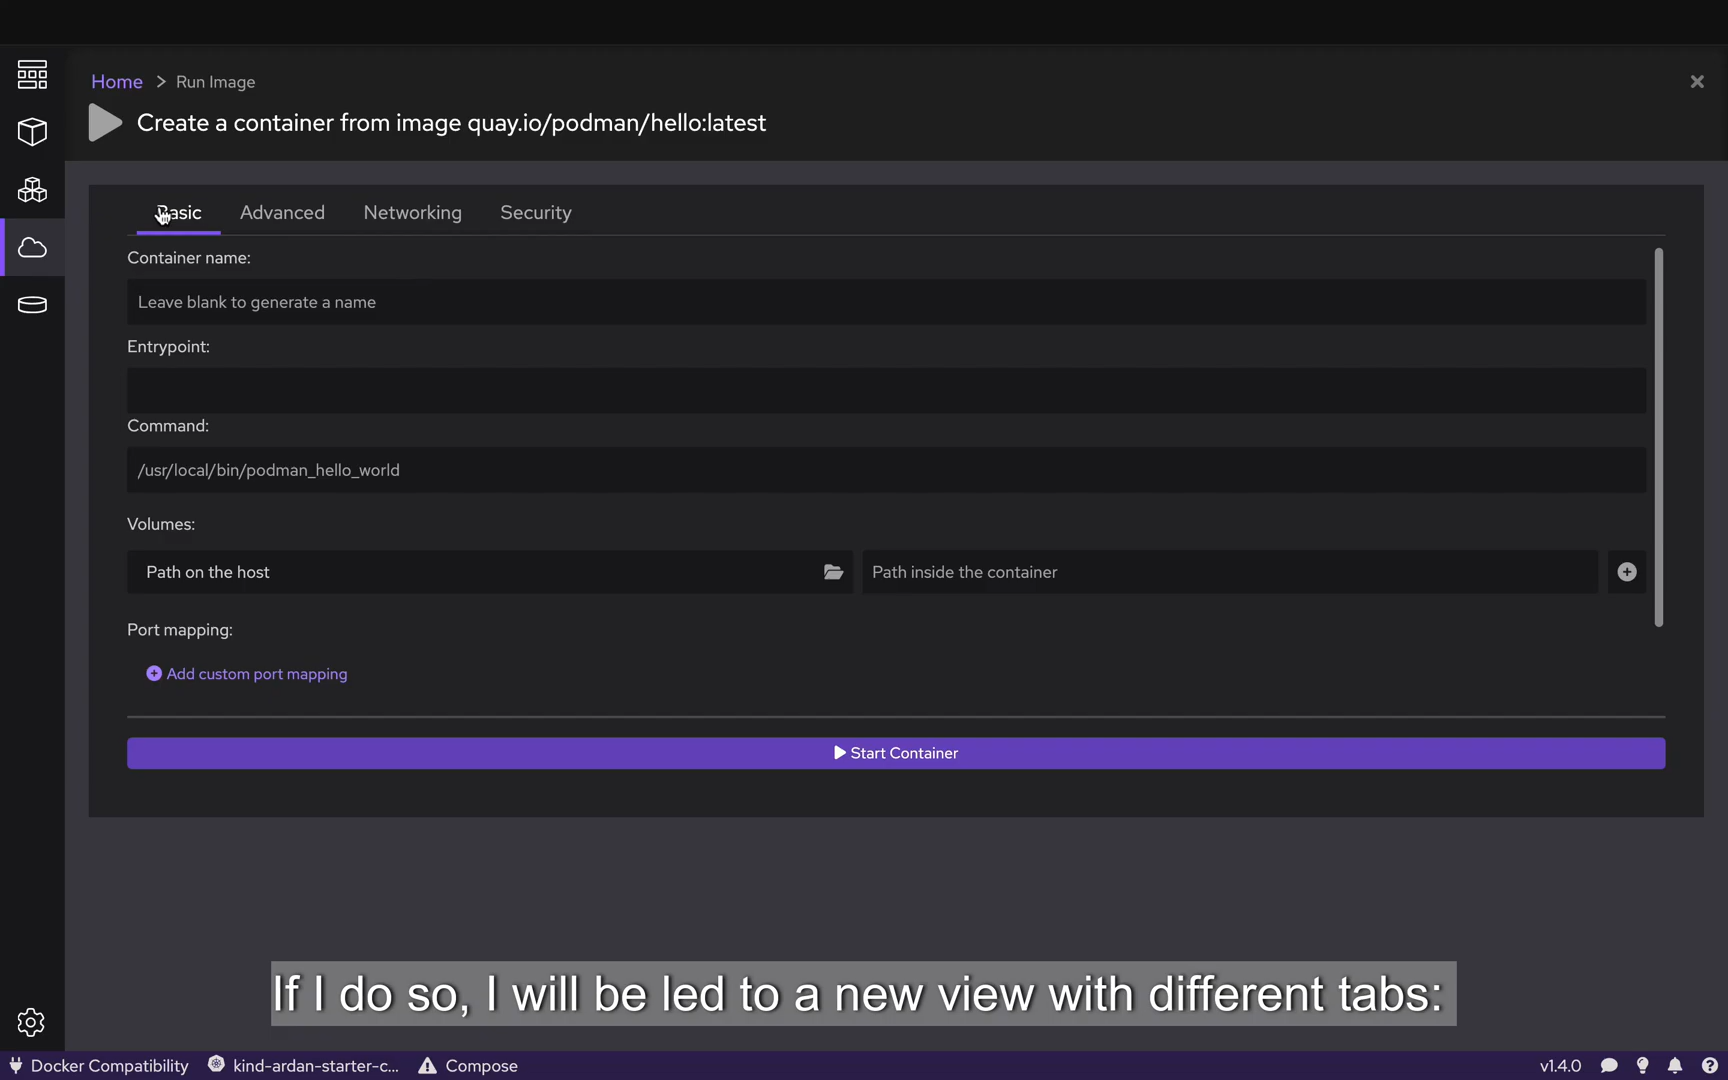 Home > Run Image
Create a container from image quay.io/podman/hello:latest
Basic Advanced Networking Security
Container name:
Leave blank to generate a name
Entrypoint:
Command:
/usr/local/bin/podman_hello_world
Volumes:
Path on the host Path inside the container
Port mapping:
Add custom port mapping
Start Container
If I do so, I will be led to a new view with different tabs:
Docker Compatibility kind-ardan-starter-c... Compose v1.4.0